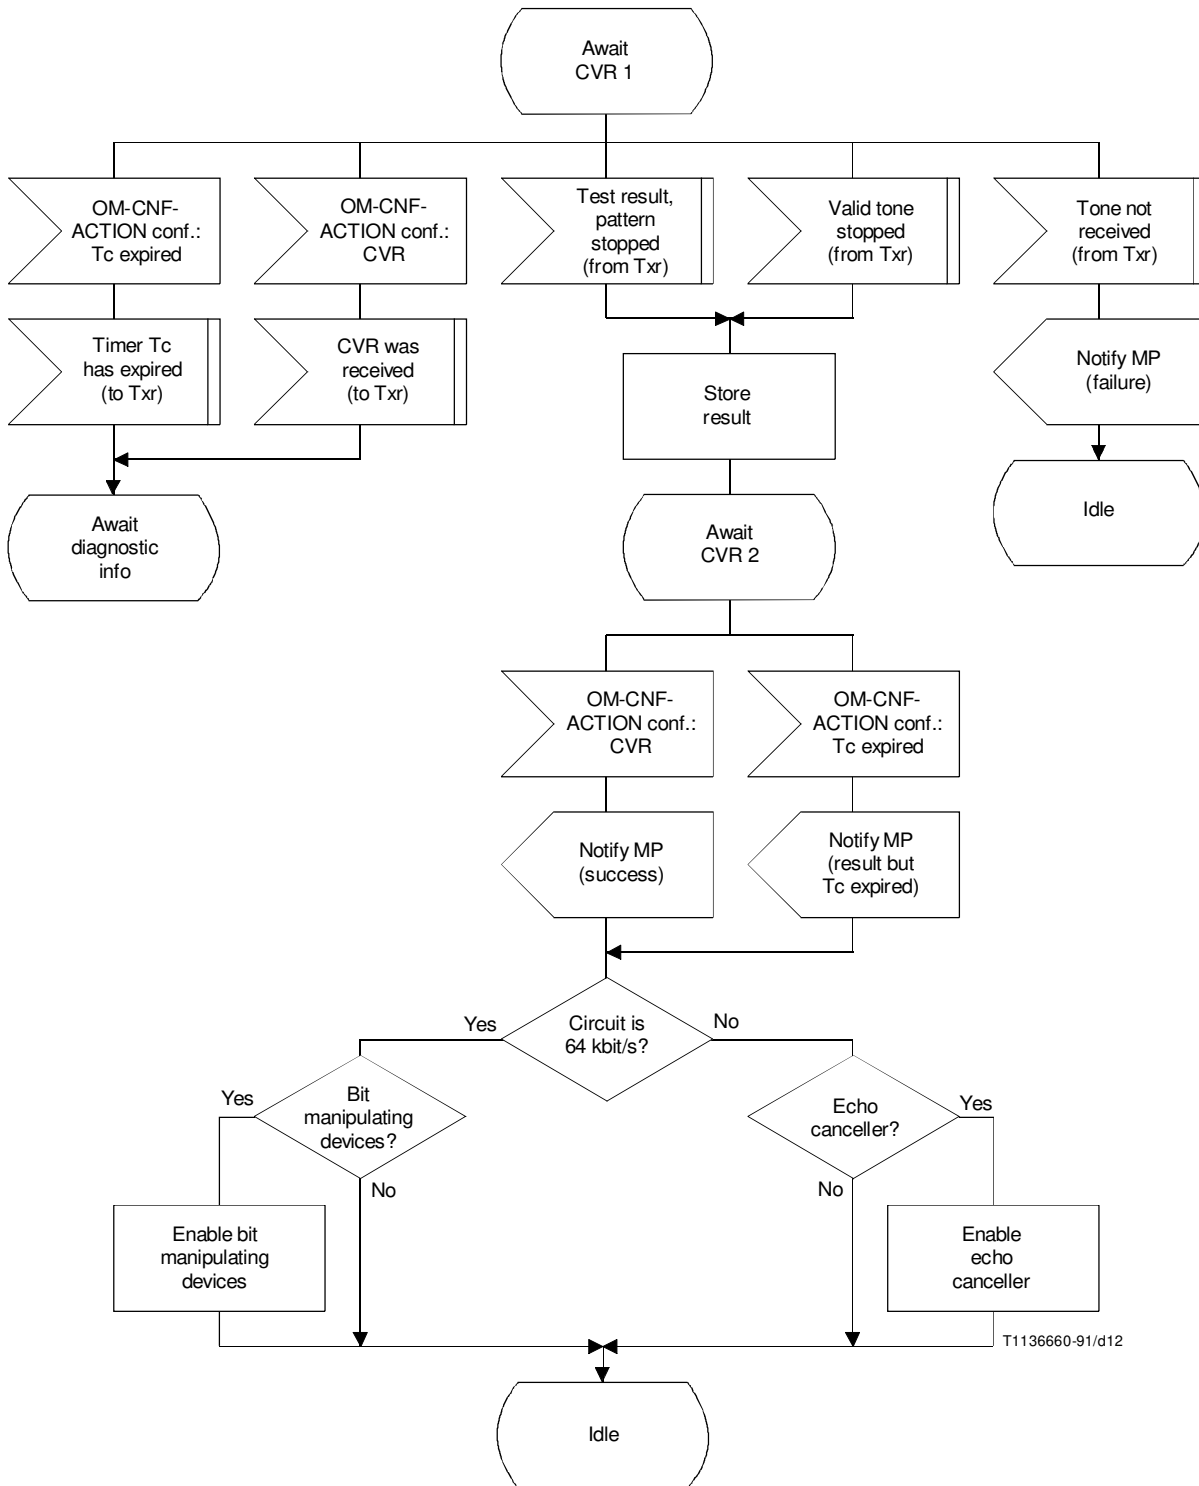 Await
CVR 1
OM-CNF-
ACTION conf.:
Tc expired
OM-CNF-
ACTION conf.:
CVR
Test result,
pattern
stopped
(from Txr)
Valid tone
stopped
(from Txr)
Tone not
received
(from Txr)
Timer Tc
has expired
(to Txr)
CVR was
received
(to Txr)
Notify MP
(failure)
Store
result
Await
diagnostic
info
Await
CVR 2
Idle
OM-CNF-
ACTION conf.:
CVR
OM-CNF-
ACTION conf.:
Tc expired
Notify MP
(success)
Notify MP
(result but
Tc expired)
Circuit is
64 kbit/s?
Yes
No
Bit
manipulating
devices?
Yes
No
Echo
canceller?
Yes
No
Enable bit
manipulating
devices
Enable
echo
canceller
T1136660-91/d12
Idle